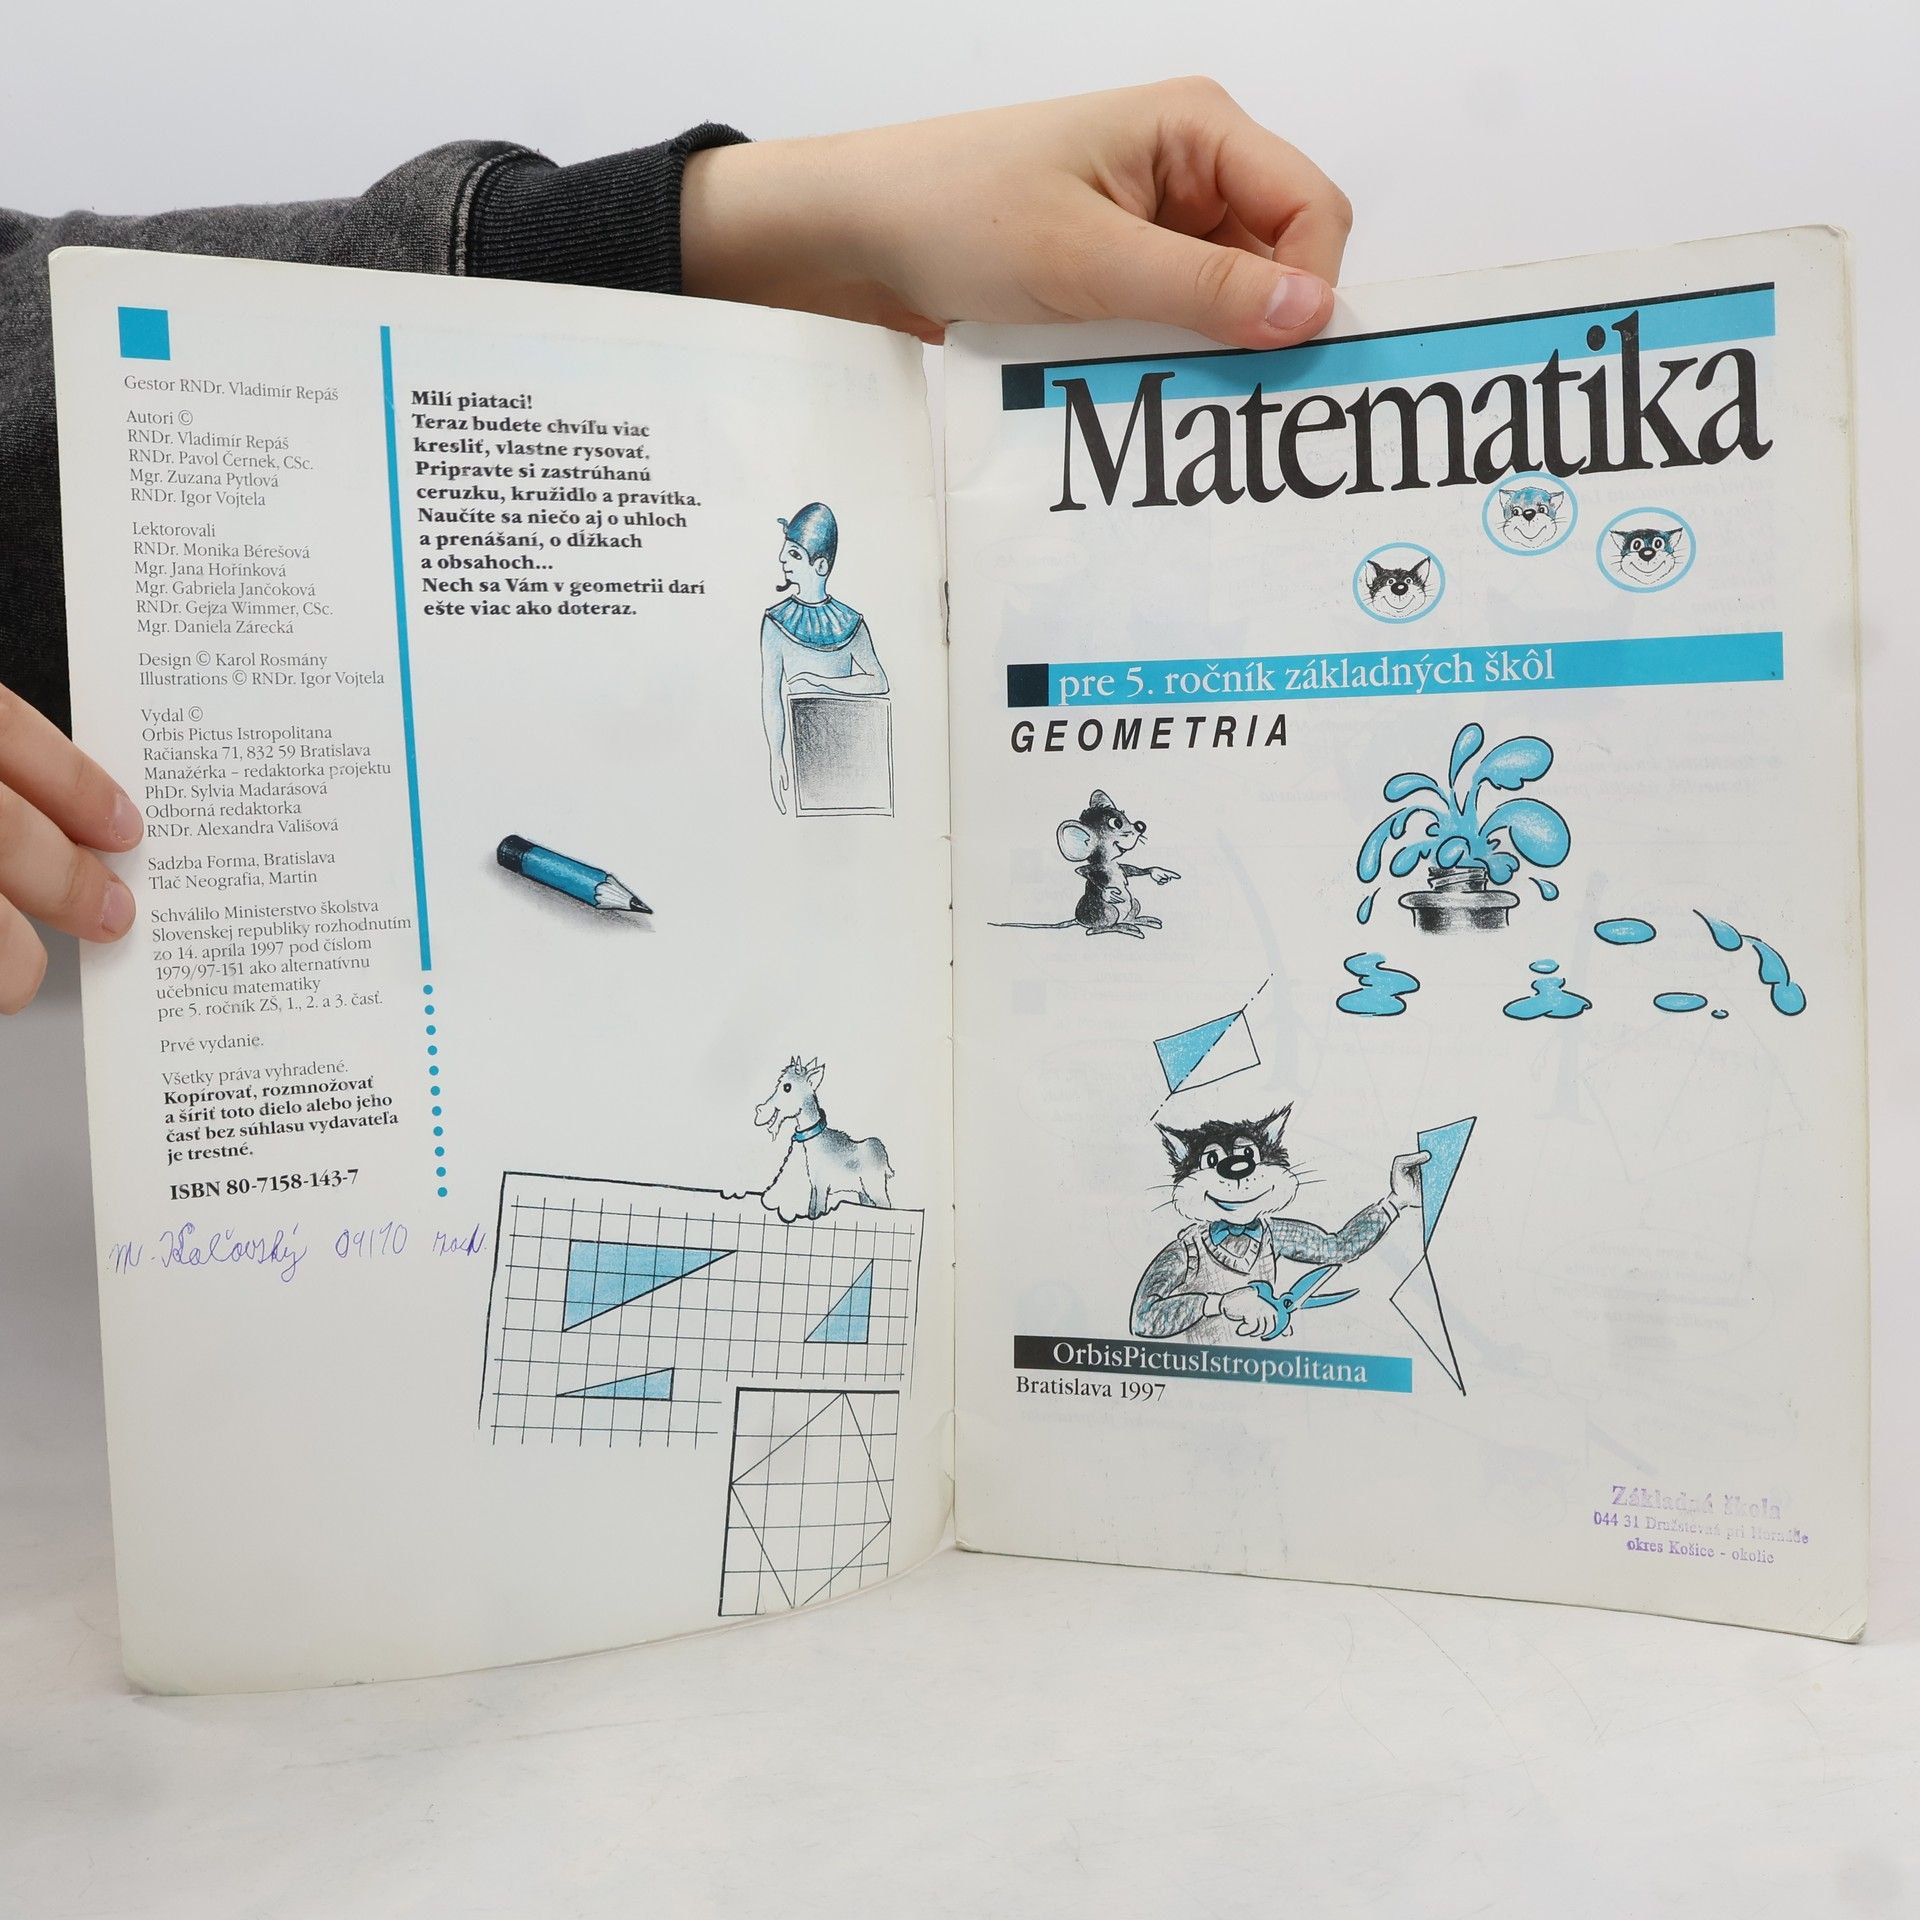 Gestor RNDr. Vladimír Repáš
Autori ©
RNDr. Vladimír Repáš
RNDr. Pavol Černek, CSc.
Mgr. Zuzana Pytlová
RNDr. Igor Vojtela
Lektorovali
RNDr. Monika Bérešová
Mgr. Jana Hořínková
Mgr. Gabriela Jančoková
RNDr. Gejza Wimmer, CSc.
Mgr. Daniela Zárecká
Design © Karol Rosmány
Illustrations © RNDr. Igor Vojtela
Vydal ©
Orbis Pictus Istropolitana
Račianska 71, 832 59 Bratislava
Manažérka – redaktorka projektu
PhDr. Sylvia Madarásová
Odborná redaktorka
RNDr. Alexandra Vališová
Sadzba Forma, Bratislava
Tlač Neografia, Martin
Schválilo Ministerstvo školstva
Slovenskej republiky rozhodnutím
zo 14. apríla 1997 pod číslom
1979/97-151 ako alternatívnu
učebnicu matematiky
pre 5. ročník ZŠ, 1., 2. a 3. časť.
Prvé vydanie.
Všetky práva vyhradené.
Kopírovať, rozmnožovať
a šíriť toto dielo alebo jeho
časť bez súhlasu vydavateľa
je trestné.
ISBN 80-7158-143-7
Milí piataci!
Teraz budete chvíľu viac
kresliť, vlastne rysovať.
Pripravte si zastrúhanú
ceruzku, kružidlo a pravítka.
Naučíte sa niečo aj o uhloch
a prenášaní, o dĺžkach
a obsahoch...
Nech sa Vám v geometrii darí
ešte viac ako doteraz.
Matematika
pre 5. ročník základných škôl
GEOMETRIA
OrbisPictusIstropolitana
Bratislava 1997
Základná škola
044 31 Družstevná pri Hornáde
okres Košice - okolie